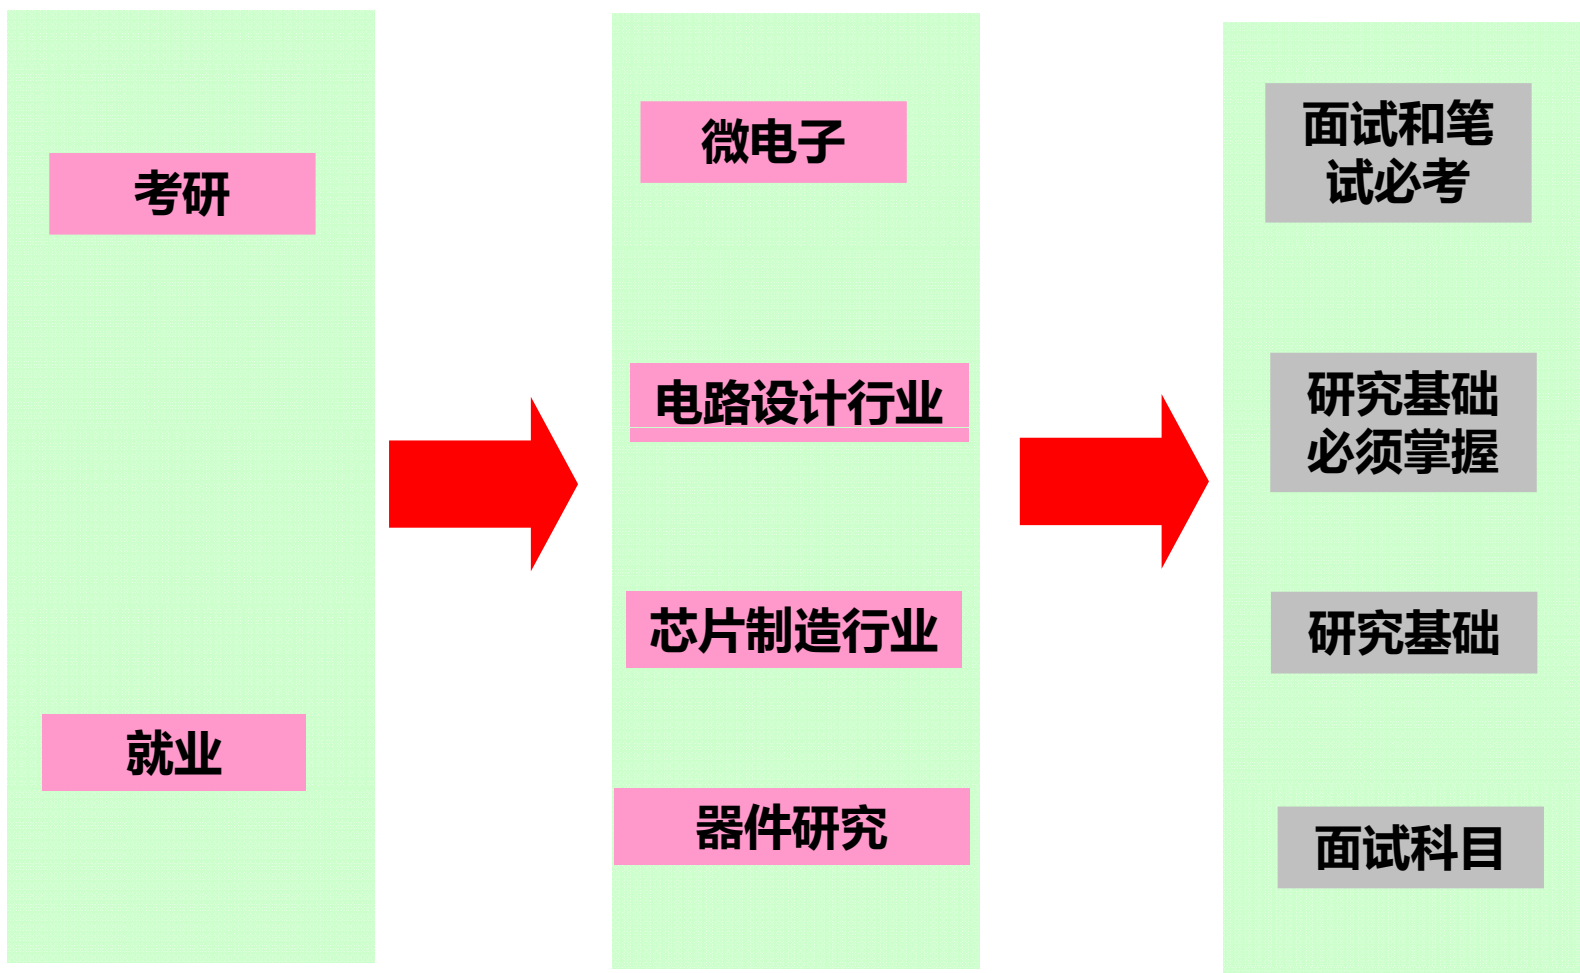 考研
就业
微电子
电路设计行业
芯片制造行业
器件研究
面试和笔
试必考
研究基础
必须掌握
研究基础
面试科目